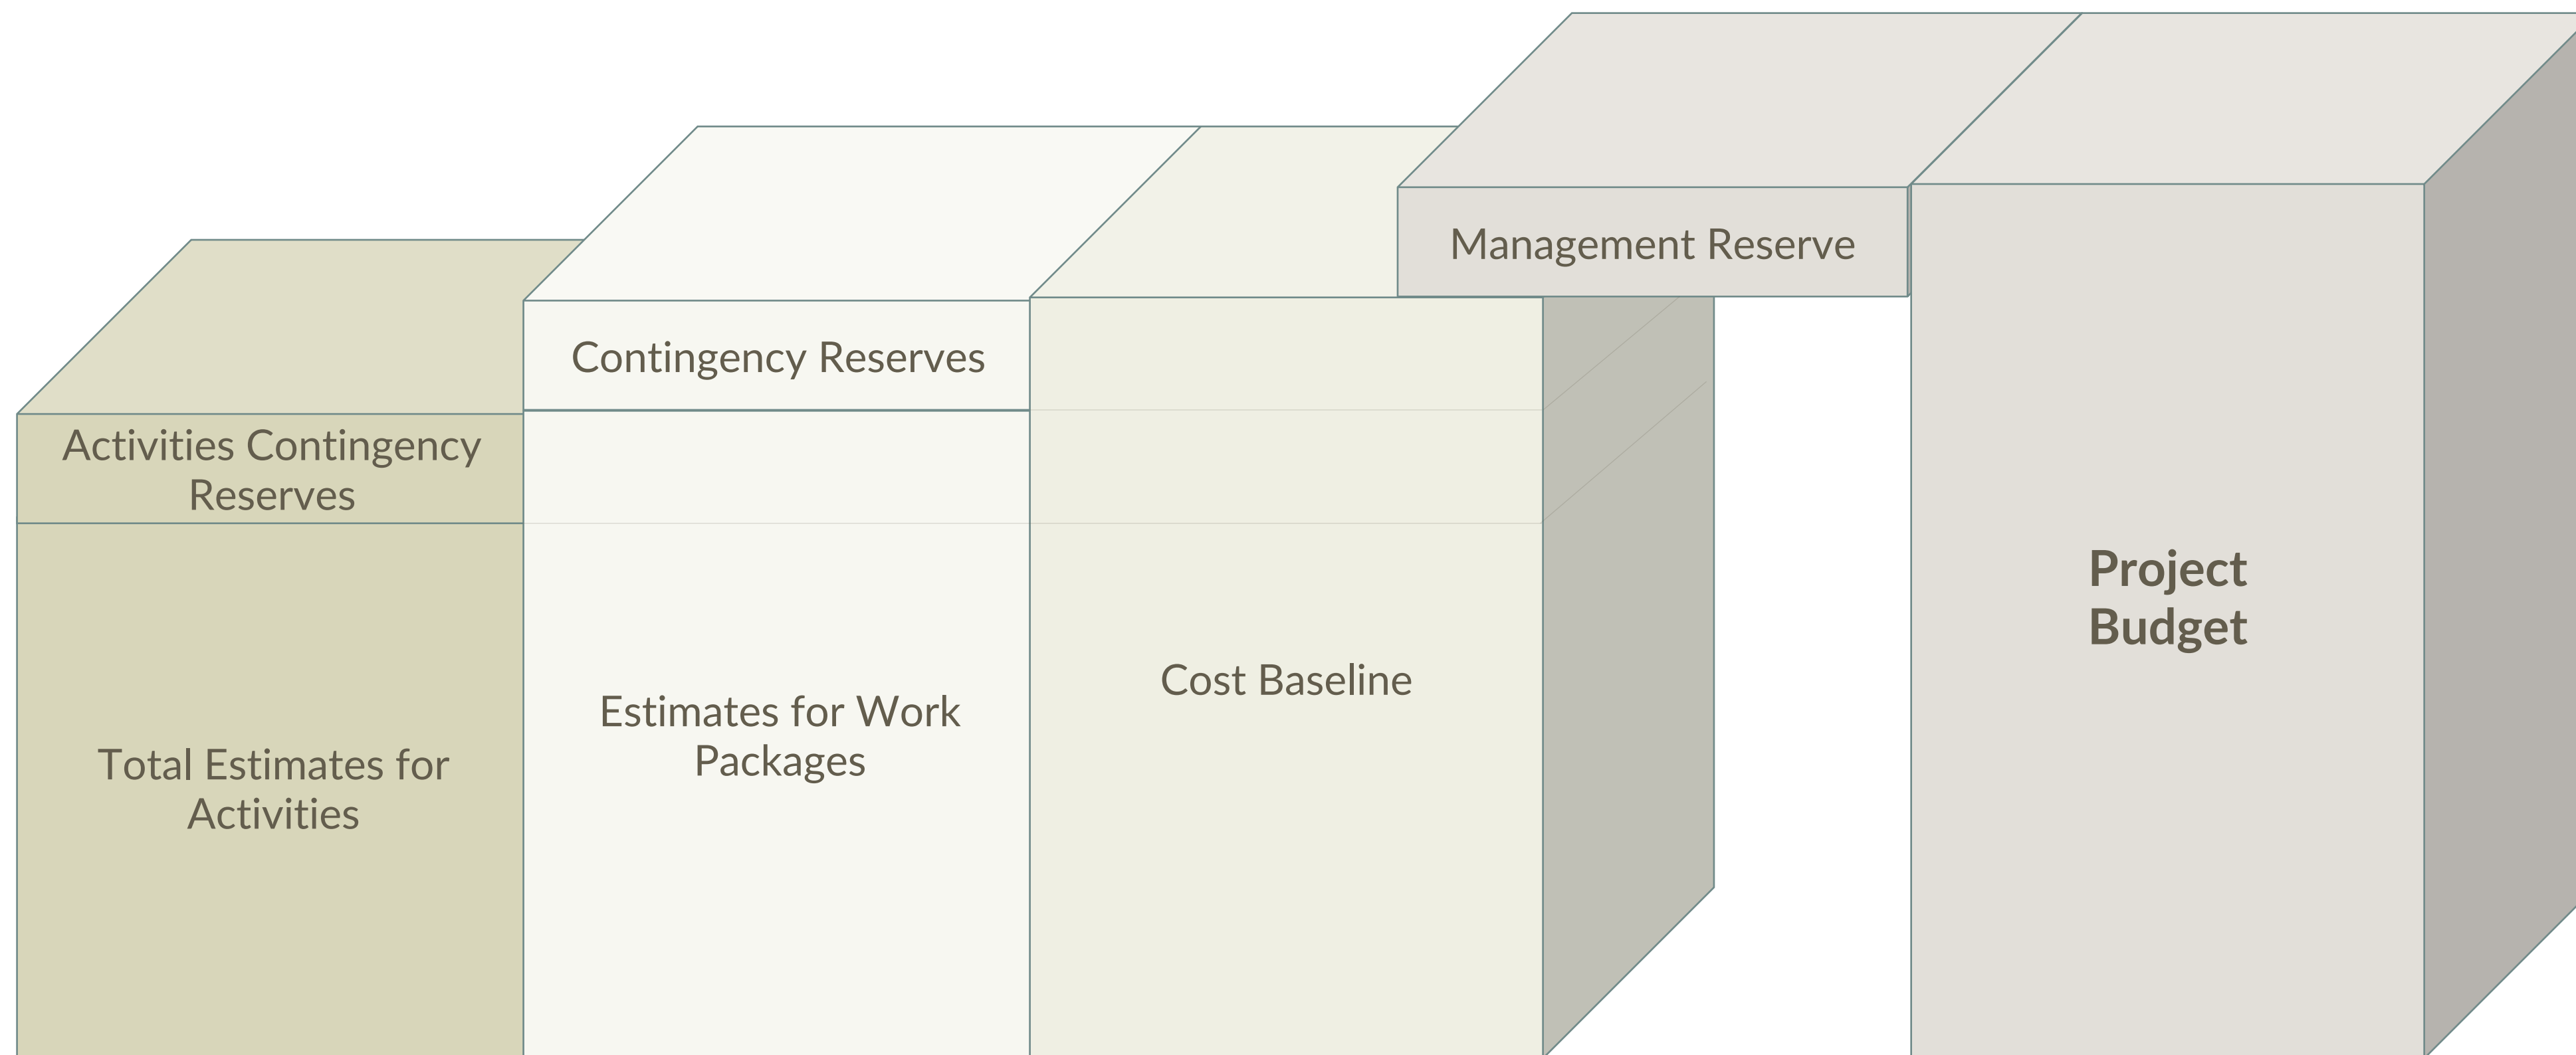 Activities Contingency
Reserves
Total Estimates for
Activities
Contingency Reserves
Estimates for Work
Packages
Cost Baseline
Management Reserve
Project
Budget